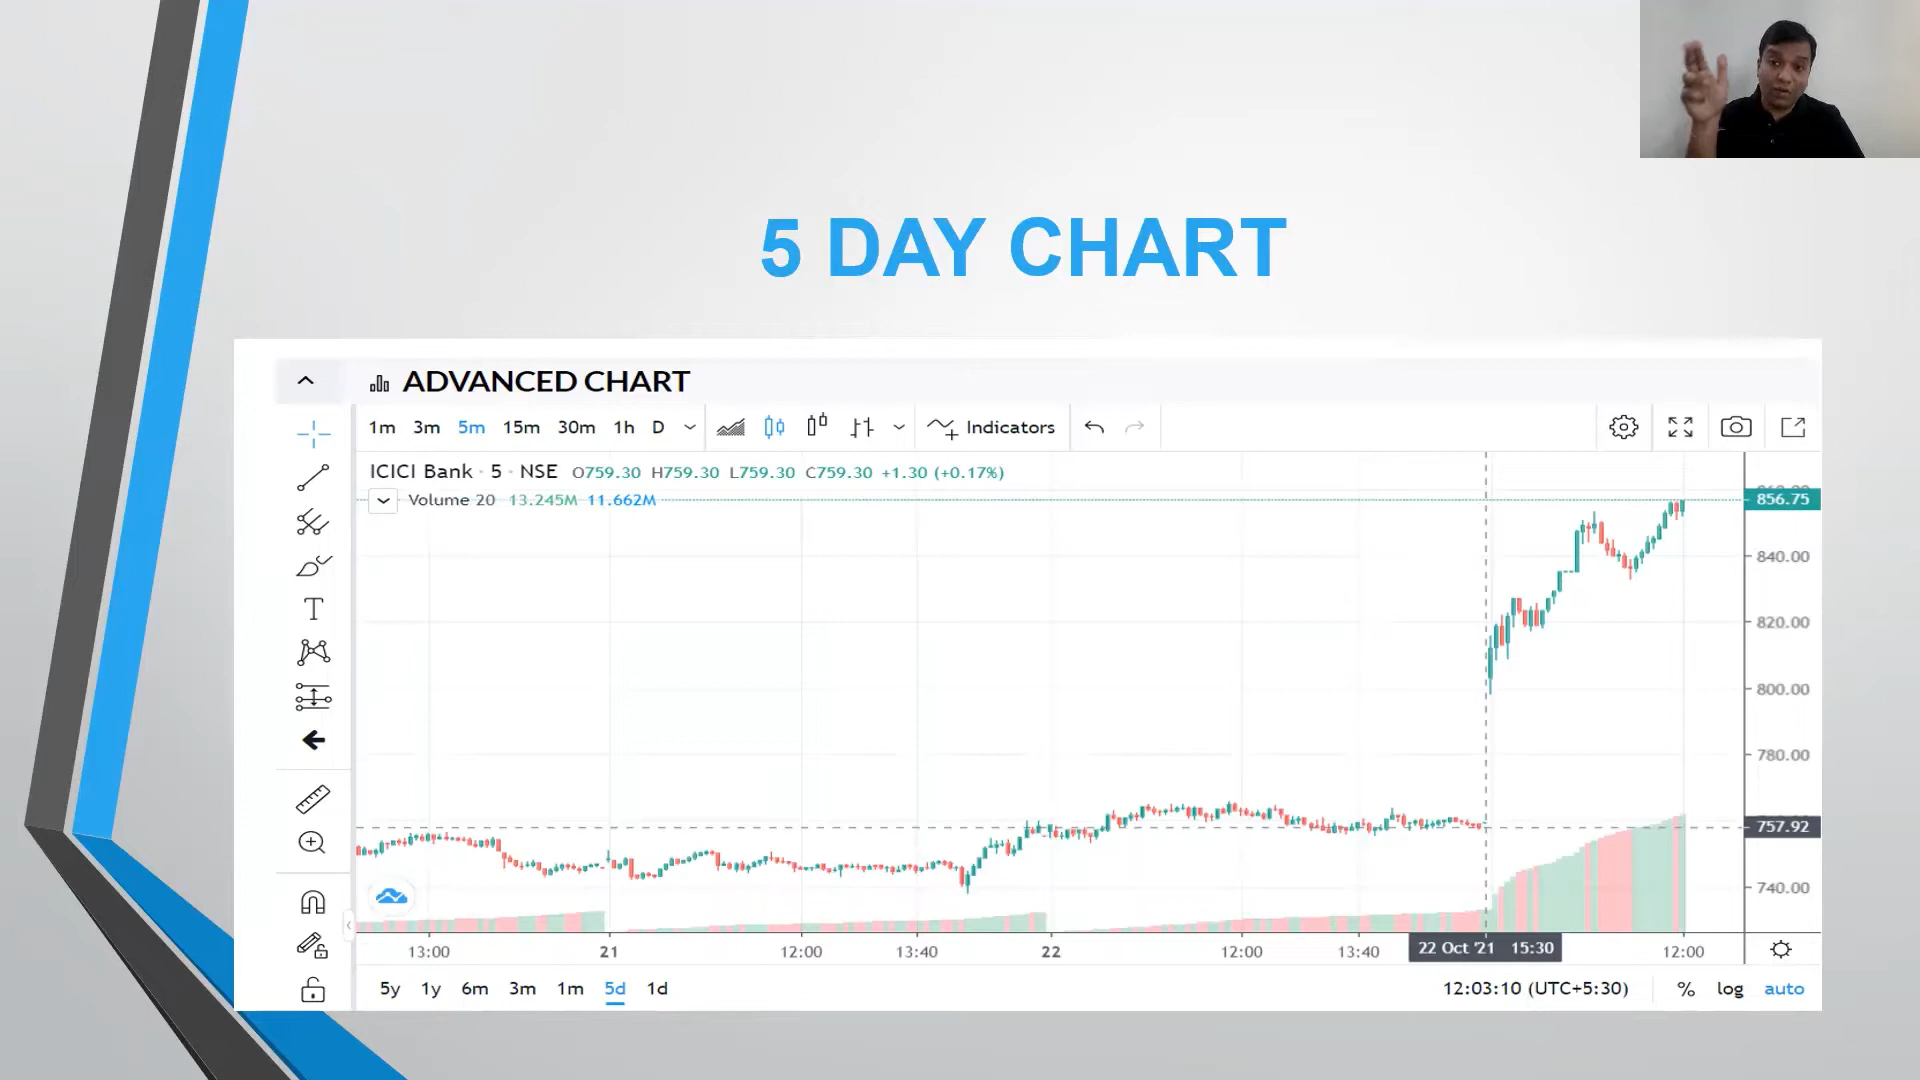 5 DAY CHART
ADVANCED CHART
1m 3m 5m 15m 30m 1h D Indicators
ICICI Bank · 5 · NSE O759.30 H759.30 L759.30 C759.30 +1.30 (+0.17%)
Volume 20 13.245M 11.662M
856.75
840.00
820.00
800.00
780.00
757.92
740.00
13:00 21 12:00 13:40 22 12:00 13:40 22 Oct '21 15:30 12:00
5y 1y 6m 3m 1m 5d 1d 12:03:10 (UTC+5:30) % log auto